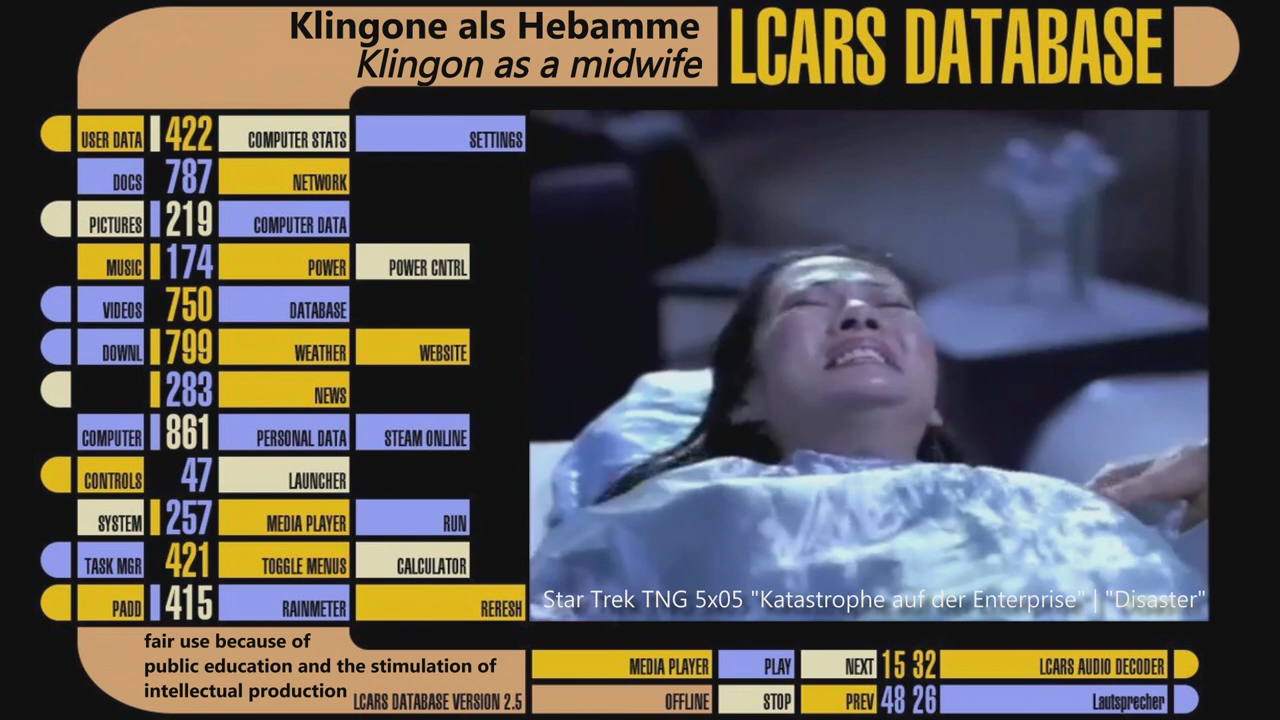 Klingone als Hebamme
Klingon as a midwife
LCARS DATABASE
USER DATA 422 COMPUTER STATS SETTINGS
DOCS 787 NETWORK
PICTURES 219 COMPUTER DATA
MUSIC 174 POWER POWER CNTRL
VIDEOS 750 DATABASE
DOWNL 799 WEATHER WEBSITE
283 NEWS
COMPUTER 861 PERSONAL DATA STEAM ONLINE
CONTROLS 47 LAUNCHER
SYSTEM 257 MEDIA PLAYER RUN
TASK MGR 421 TOGGLE MENUS CALCULATOR
PADD 415 RAINMETER RERESH
Star Trek TNG 5x05 "Katastrophe auf der Enterprise" | "Disaster"
fair use because of
public education and the stimulation of
intellectual production
LCARS DATABASE VERSION 2.5
MEDIA PLAYER PLAY NEXT 15 32 LCARS AUDIO DECODER
OFFLINE STOP PREV 48 26 Lautsprecher